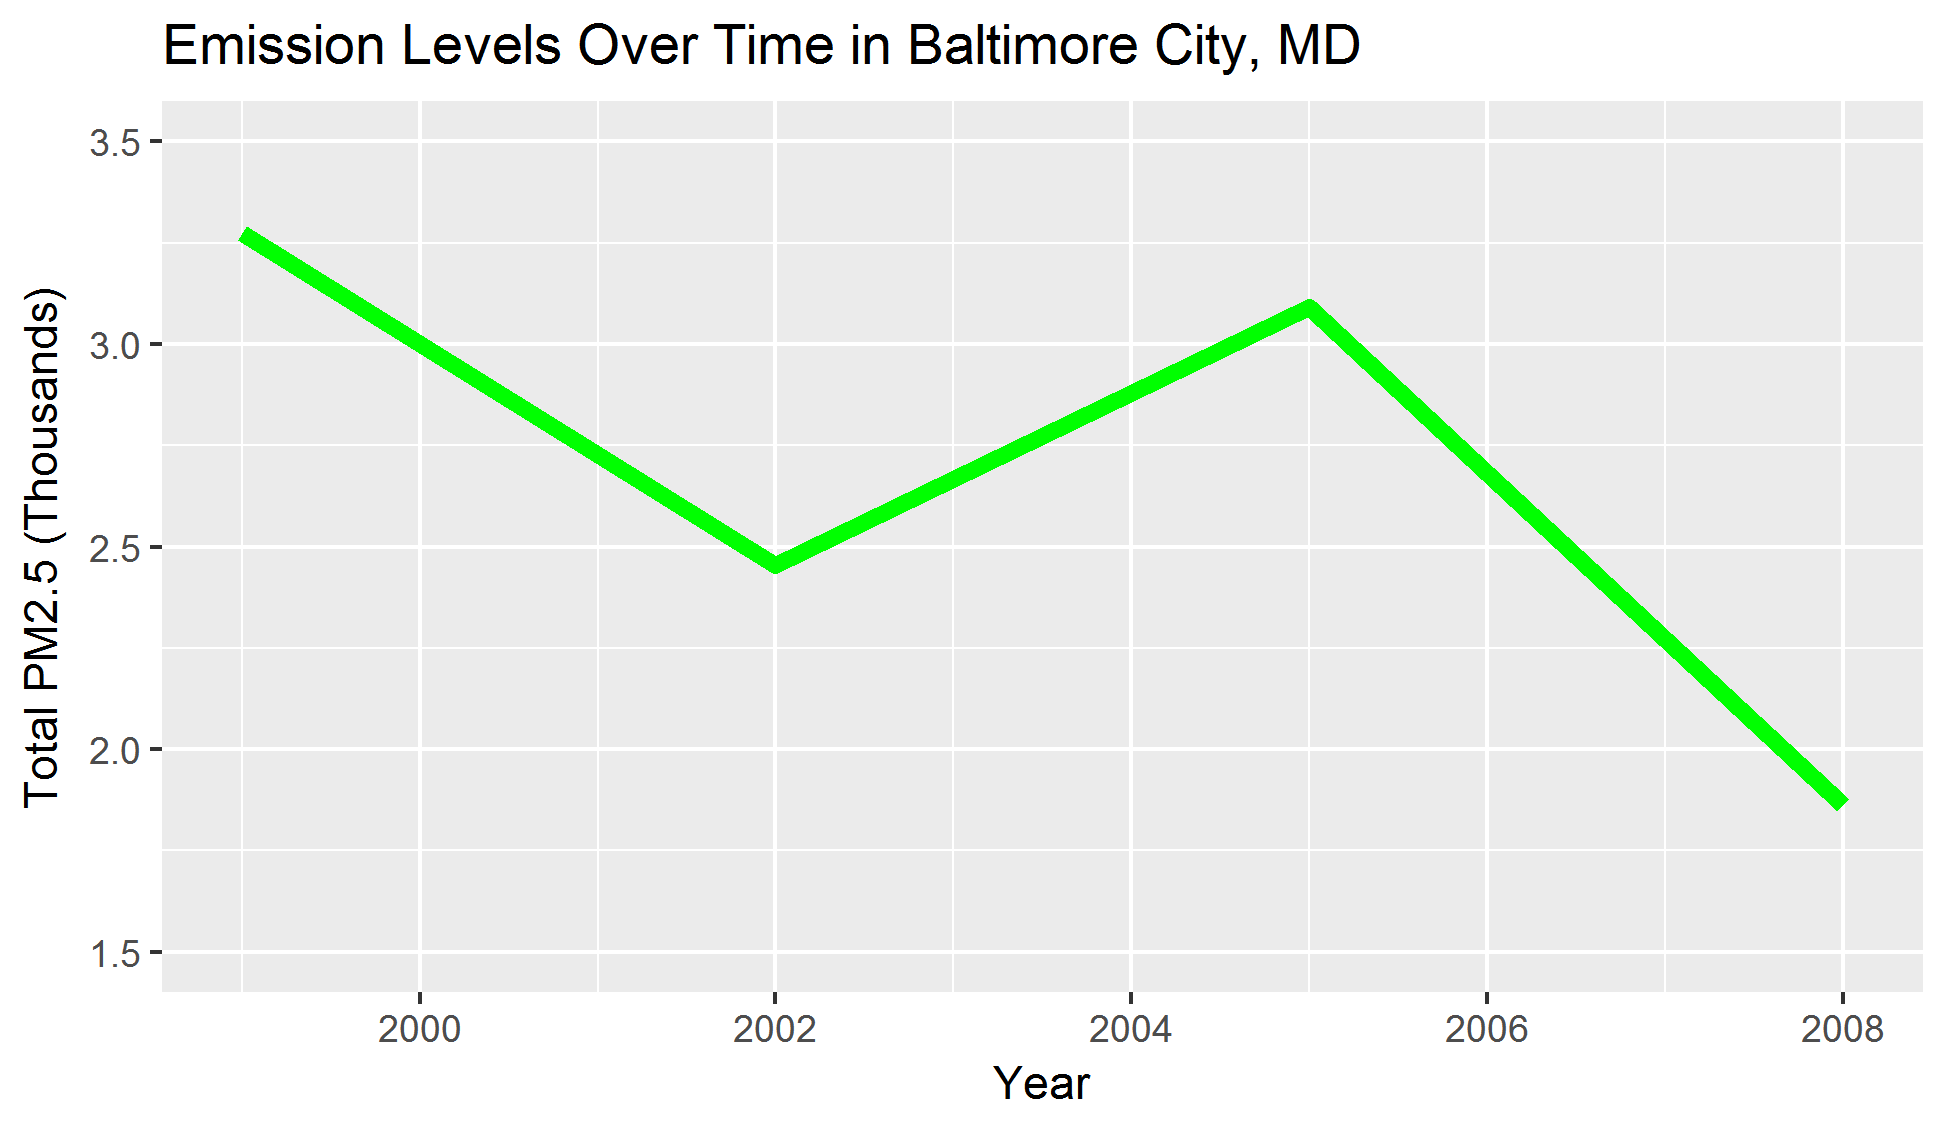 Emission Levels Over Time in Baltimore City, MD
Total PM2.5 (Thousands)
3.5
3.0
2.5
2.0
1.5
2000 2002 2004 2006 2008
Year